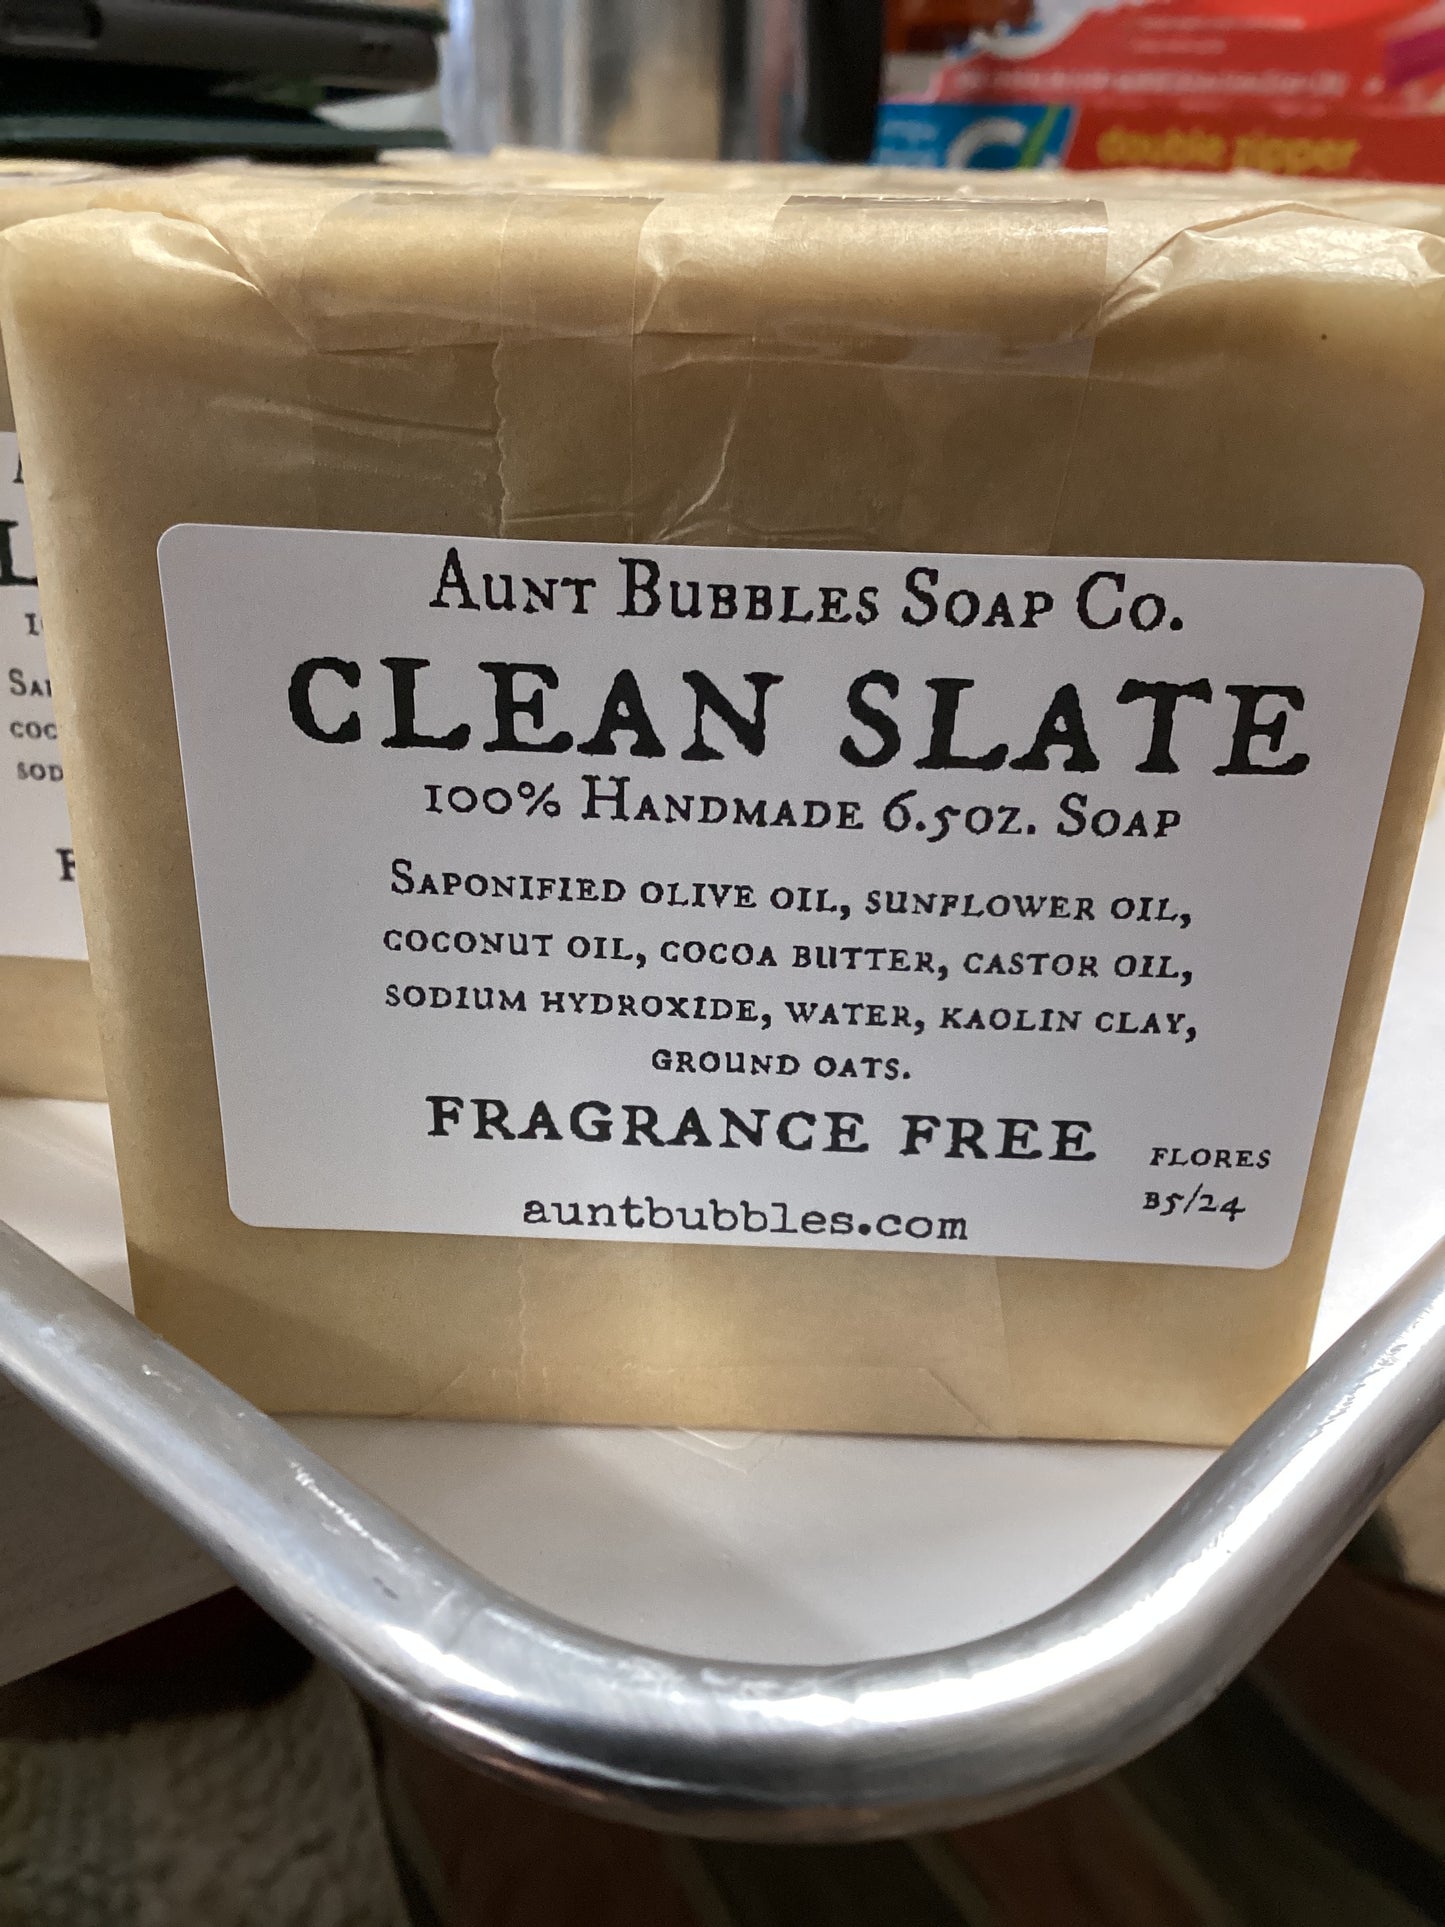 double zipper
Aunt Bubbles Soap Co.
CLEAN SLATE
100% Handmade 6.5oz. Soap
Saponified olive oil, sunflower oil,
coconut oil, cocoa butter, castor oil,
sodium hydroxide, water, kaolin clay,
ground oats.
FRAGRANCE FREE
FLORES
B5/24
auntbubbles.com